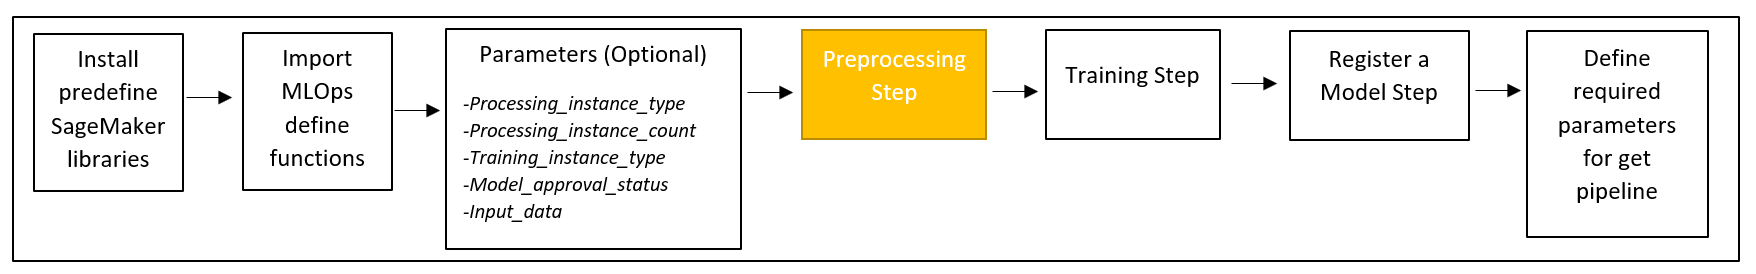 Install
predefine
SageMaker
libraries
Import
MLOps
define
functions
Parameters (Optional)
-Processing_instance_type
-Processing_instance_count
-Training_instance_type
-Model_approval_status
-Input_data
Preprocessing
Step
Training Step
Register a
Model Step
Define
required
parameters
for get
pipeline